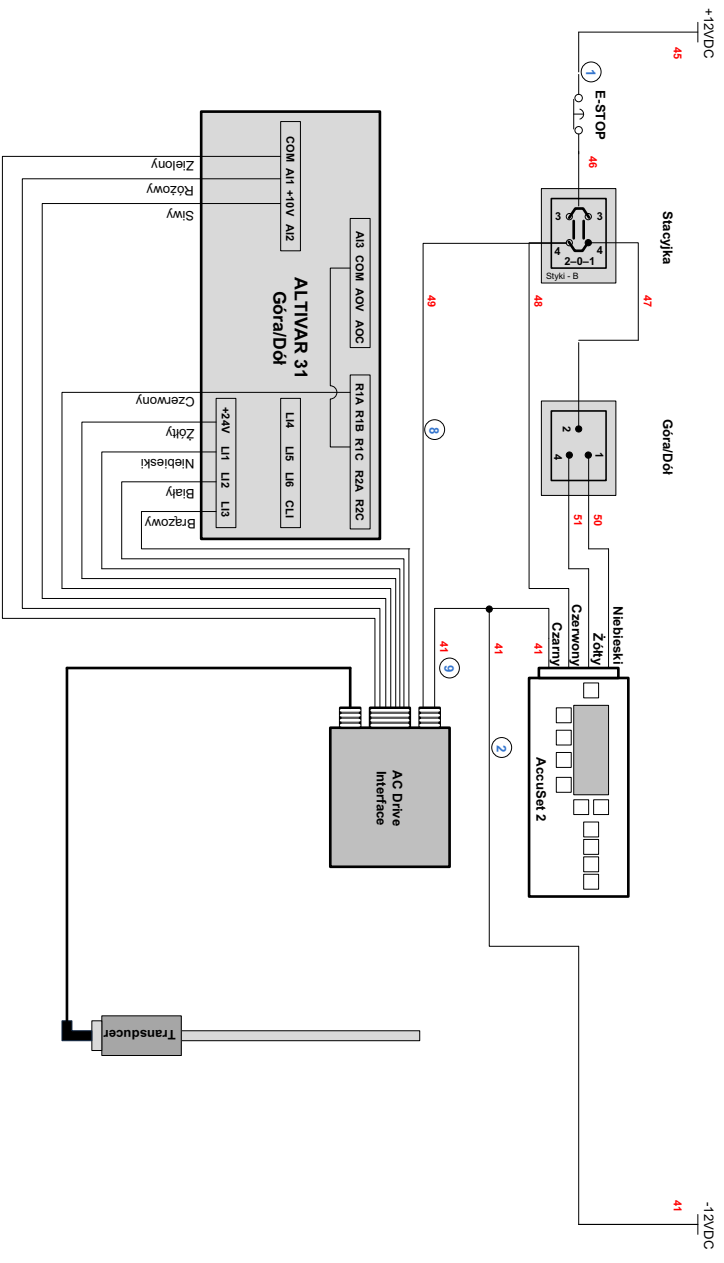 +12VDC
45
1
E-STOP
46
Stacyjka
3
3
4
4
2–0–1
Styki - B
47
48
49
Góra/Dół
2
1
4
50
51
Niebieski
Żółty
Czerwony
Czarny
AccuSet 2
41
41
41
41
-12VDC
2
8
9
AC Drive
Interface
Transducer
ALTIVAR 31
Góra/Dół
COM AI1 +10V AI2
AI3 COM AOV AOC
R1A R1B R1C R2A R2C
LI4 LI5 LI6 CLI
+24V LI1 LI2 LI3
Zielony
Różowy
Siwy
Czerwony
Żółty
Niebieski
Biały
Brązowy